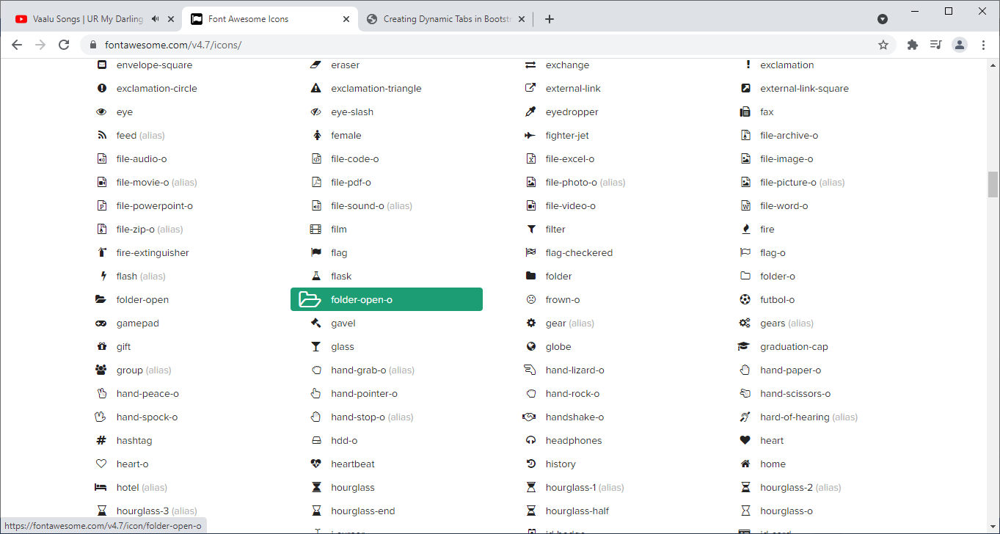 Vaalu Songs | UR My Darling
Font Awesome Icons
Creating Dynamic Tabs in Bootst
fontawesome.com/v4.7/icons/
envelope-square eraser exchange exclamation
exclamation-circle exclamation-triangle external-link external-link-square
eye eye-slash eyedropper fax
feed (alias) female fighter-jet file-archive-o
file-audio-o file-code-o file-excel-o file-image-o
file-movie-o (alias) file-pdf-o file-photo-o (alias) file-picture-o (alias)
file-powerpoint-o file-sound-o (alias) file-video-o file-word-o
file-zip-o (alias) film filter fire
fire-extinguisher flag flag-checkered flag-o
flash (alias) flask folder folder-o
folder-open folder-open-o frown-o futbol-o
gamepad gavel gear (alias) gears (alias)
gift glass globe graduation-cap
group (alias) hand-grab-o (alias) hand-lizard-o hand-paper-o
hand-peace-o hand-pointer-o hand-rock-o hand-scissors-o
hand-spock-o hand-stop-o (alias) handshake-o hard-of-hearing (alias)
hashtag hdd-o headphones heart
heart-o heartbeat history home
hotel (alias) hourglass hourglass-1 (alias) hourglass-2 (alias)
hourglass-3 (alias) hourglass-end hourglass-half hourglass-o
https://fontawesome.com/v4.7/icon/folder-open-o